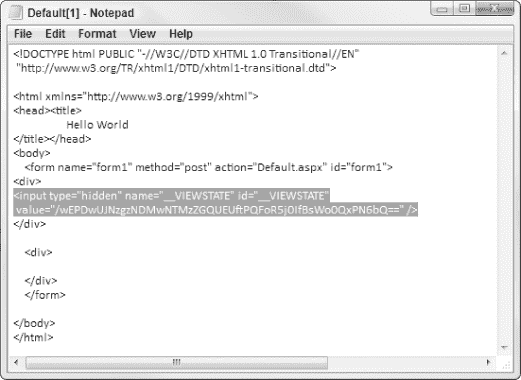 Default[1] - Notepad
File Edit Format View Help
<!DOCTYPE html PUBLIC "-//W3C//DTD XHTML 1.0 Transitional//EN"
"http://www.w3.org/TR/xhtml1/DTD/xhtml1-transitional.dtd">
<html xmlns="http://www.w3.org/1999/xhtml">
<head><title>
Hello World
</title></head>
<body>
<form name="form1" method="post" action="Default.aspx" id="form1">
<div>
<input type="hidden" name="__VIEWSTATE" id="__VIEWSTATE"
value="/wEPDwUJNzgzNDMwNTMzZGQUEUftPQFoR5j0IfBsWo0QxPN6bQ==" />
</div>
<div>
</div>
</form>
</body>
</html>